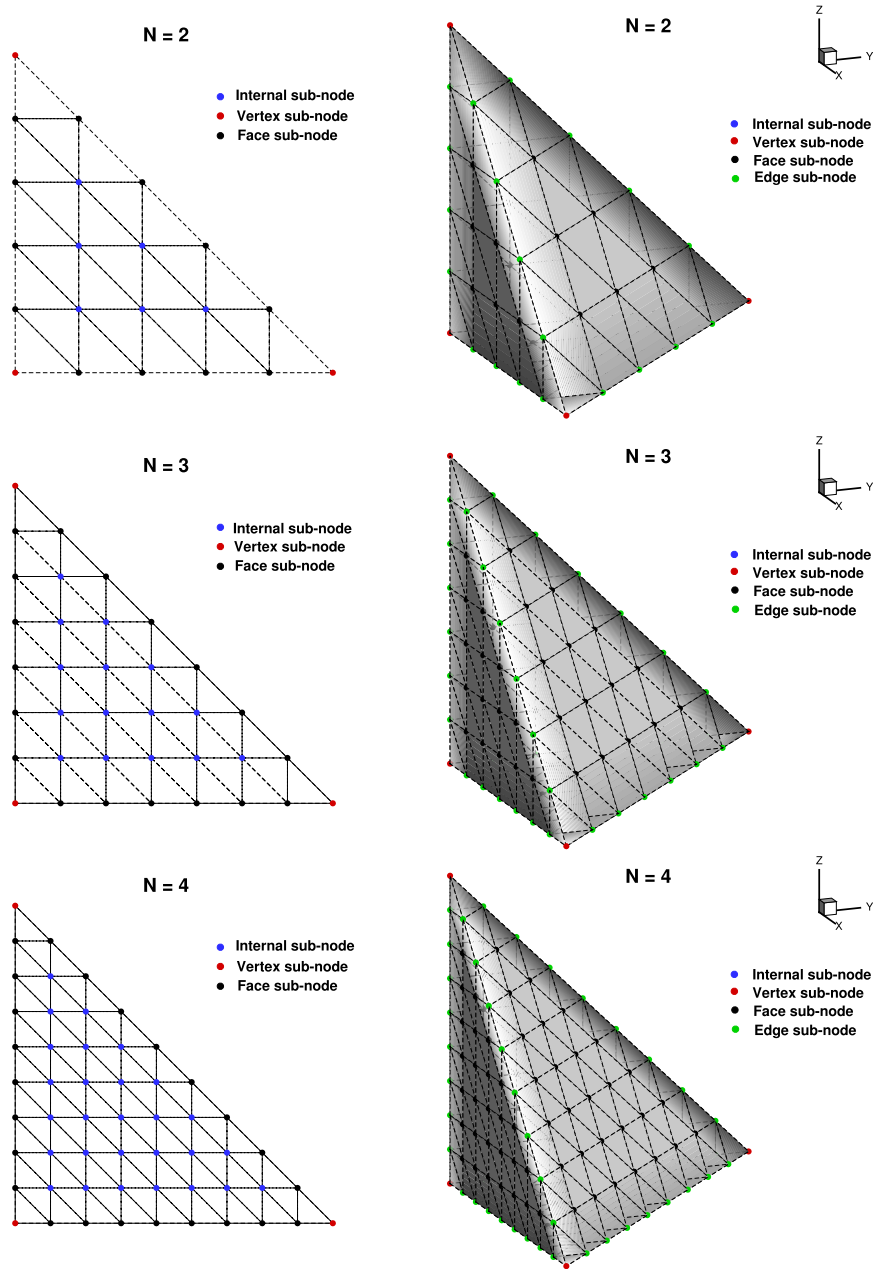 N = 2
Internal sub-node
Vertex sub-node
Face sub-node
N = 2
Z
Y
X
Internal sub-node
Vertex sub-node
Face sub-node
Edge sub-node
N = 3
Internal sub-node
Vertex sub-node
Face sub-node
N = 3
Z
Y
X
Internal sub-node
Vertex sub-node
Face sub-node
Edge sub-node
N = 4
Internal sub-node
Vertex sub-node
Face sub-node
N = 4
Z
Y
X
Internal sub-node
Vertex sub-node
Face sub-node
Edge sub-node